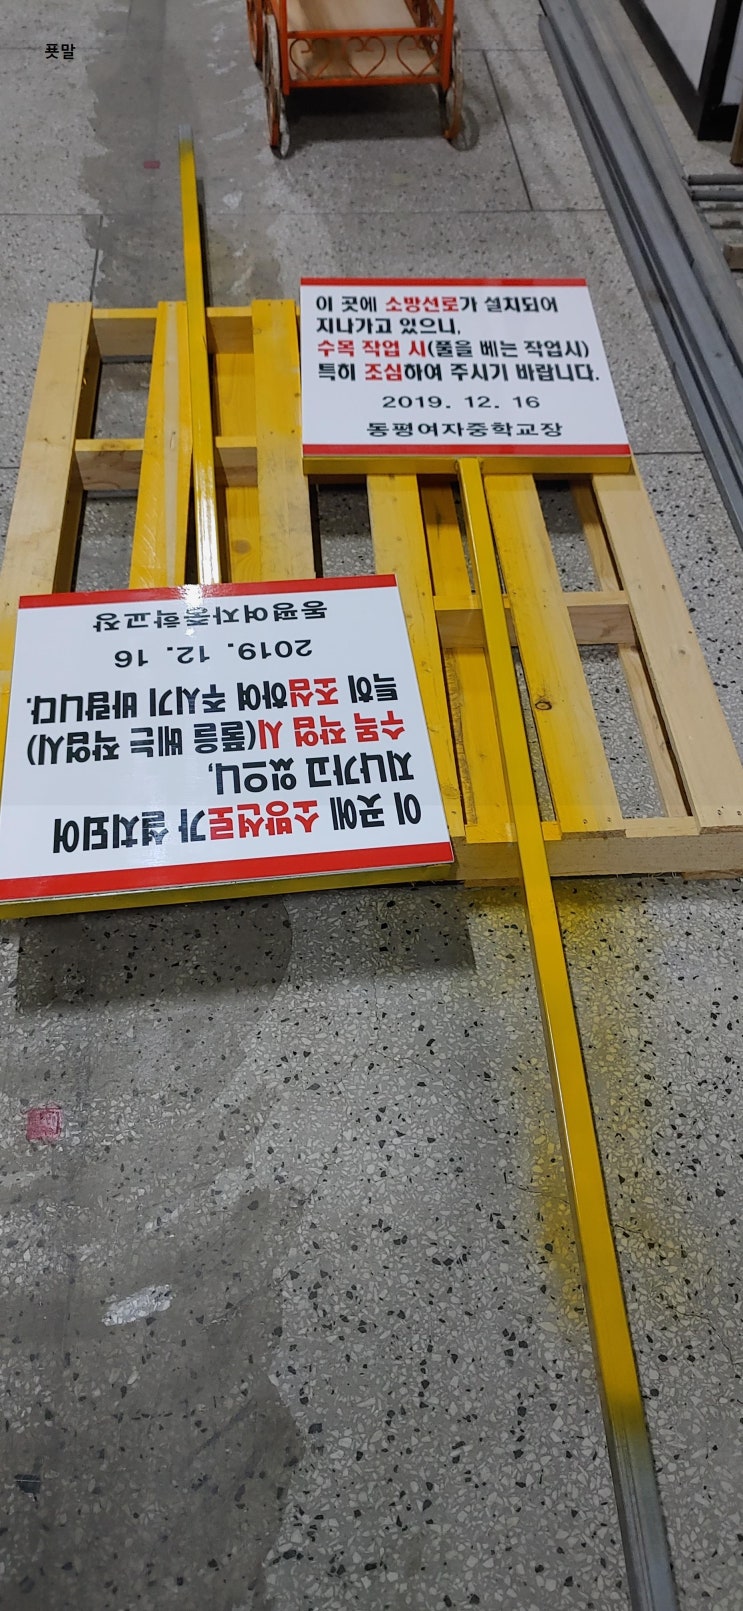 푯말
이 곳에 소방선로가 설치되어
지나가고 있으니,
수목 작업 시(풀을 베는 작업시)
특히 조심하여 주시기 바랍니다.
2019. 12. 16
동평여자중학교장
이 곳에 소방선로가 설치되어
지나가고 있으니,
수목 작업 시(풀을 베는 작업시)
특히 조심하여 주시기 바랍니다.
2019. 12. 16
동평여자중학교장